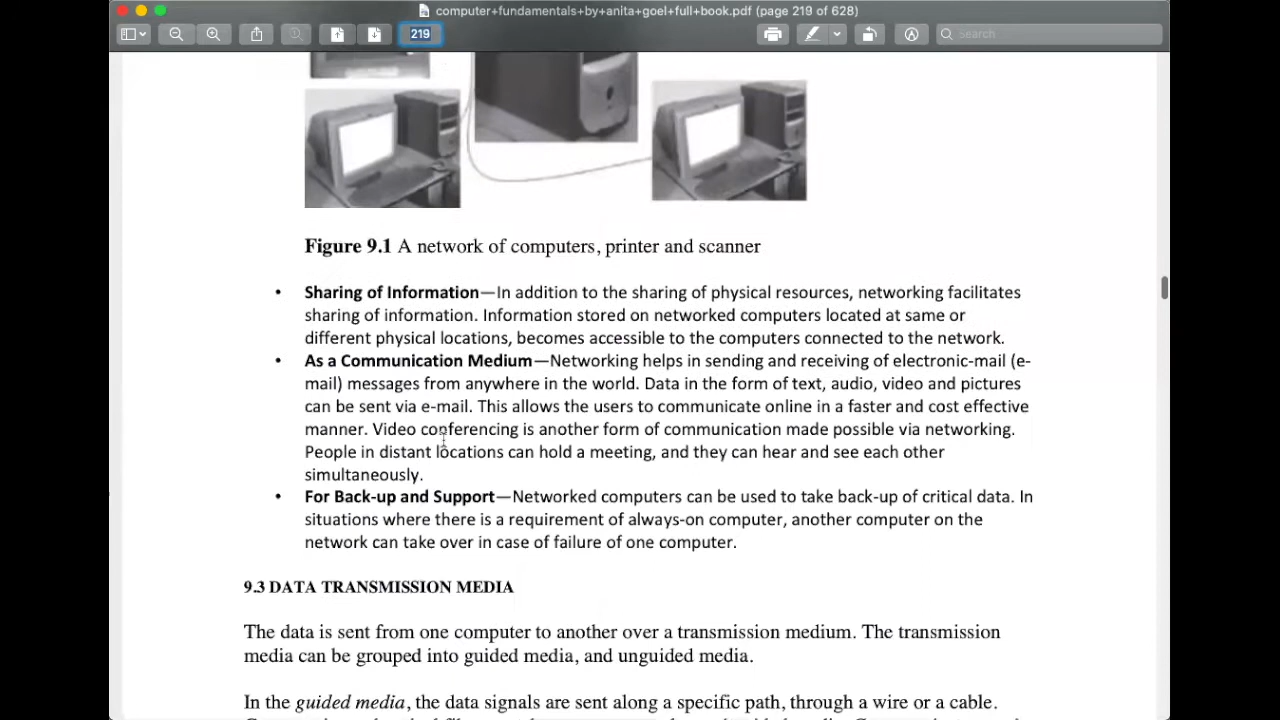 computer+fundamentals+by+anita+goel+full+book.pdf (page 219 of 628)
219
Search
Figure 9.1 A network of computers, printer and scanner
• Sharing of Information—In addition to the sharing of physical resources, networking facilitates
sharing of information. Information stored on networked computers located at same or
different physical locations, becomes accessible to the computers connected to the network.
• As a Communication Medium—Networking helps in sending and receiving of electronic-mail (e-
mail) messages from anywhere in the world. Data in the form of text, audio, video and pictures
can be sent via e-mail. This allows the users to communicate online in a faster and cost effective
manner. Video conferencing is another form of communication made possible via networking.
People in distant locations can hold a meeting, and they can hear and see each other
simultaneously.
• For Back-up and Support—Networked computers can be used to take back-up of critical data. In
situations where there is a requirement of always-on computer, another computer on the
network can take over in case of failure of one computer.
9.3 DATA TRANSMISSION MEDIA
The data is sent from one computer to another over a transmission medium. The transmission
media can be grouped into guided media, and unguided media.
In the guided media, the data signals are sent along a specific path, through a wire or a cable.